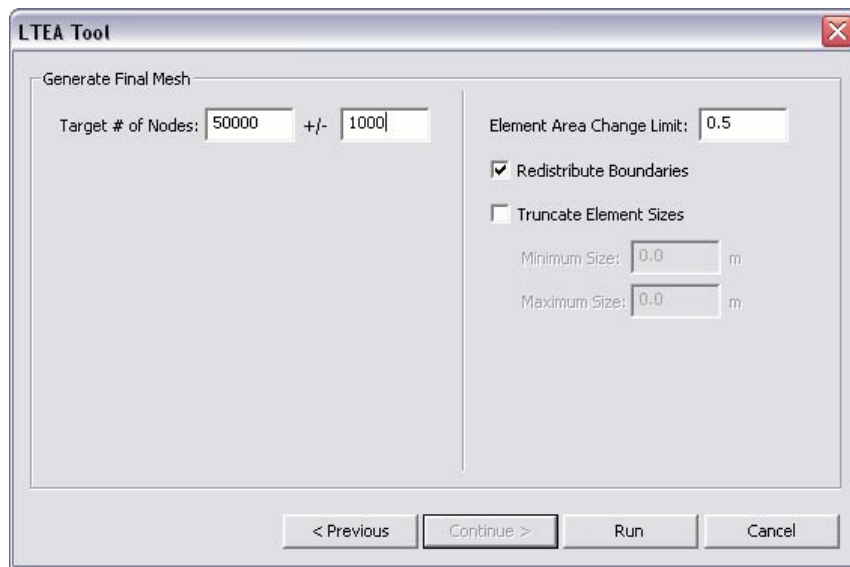 LTEA Tool
Generate Final Mesh
Target # of Nodes: 50000 +/- 1000
Element Area Change Limit: 0.5
Redistribute Boundaries
Truncate Element Sizes
Minimum Size: 0.0 m
Maximum Size: 0.0 m
< Previous Continue > Run Cancel